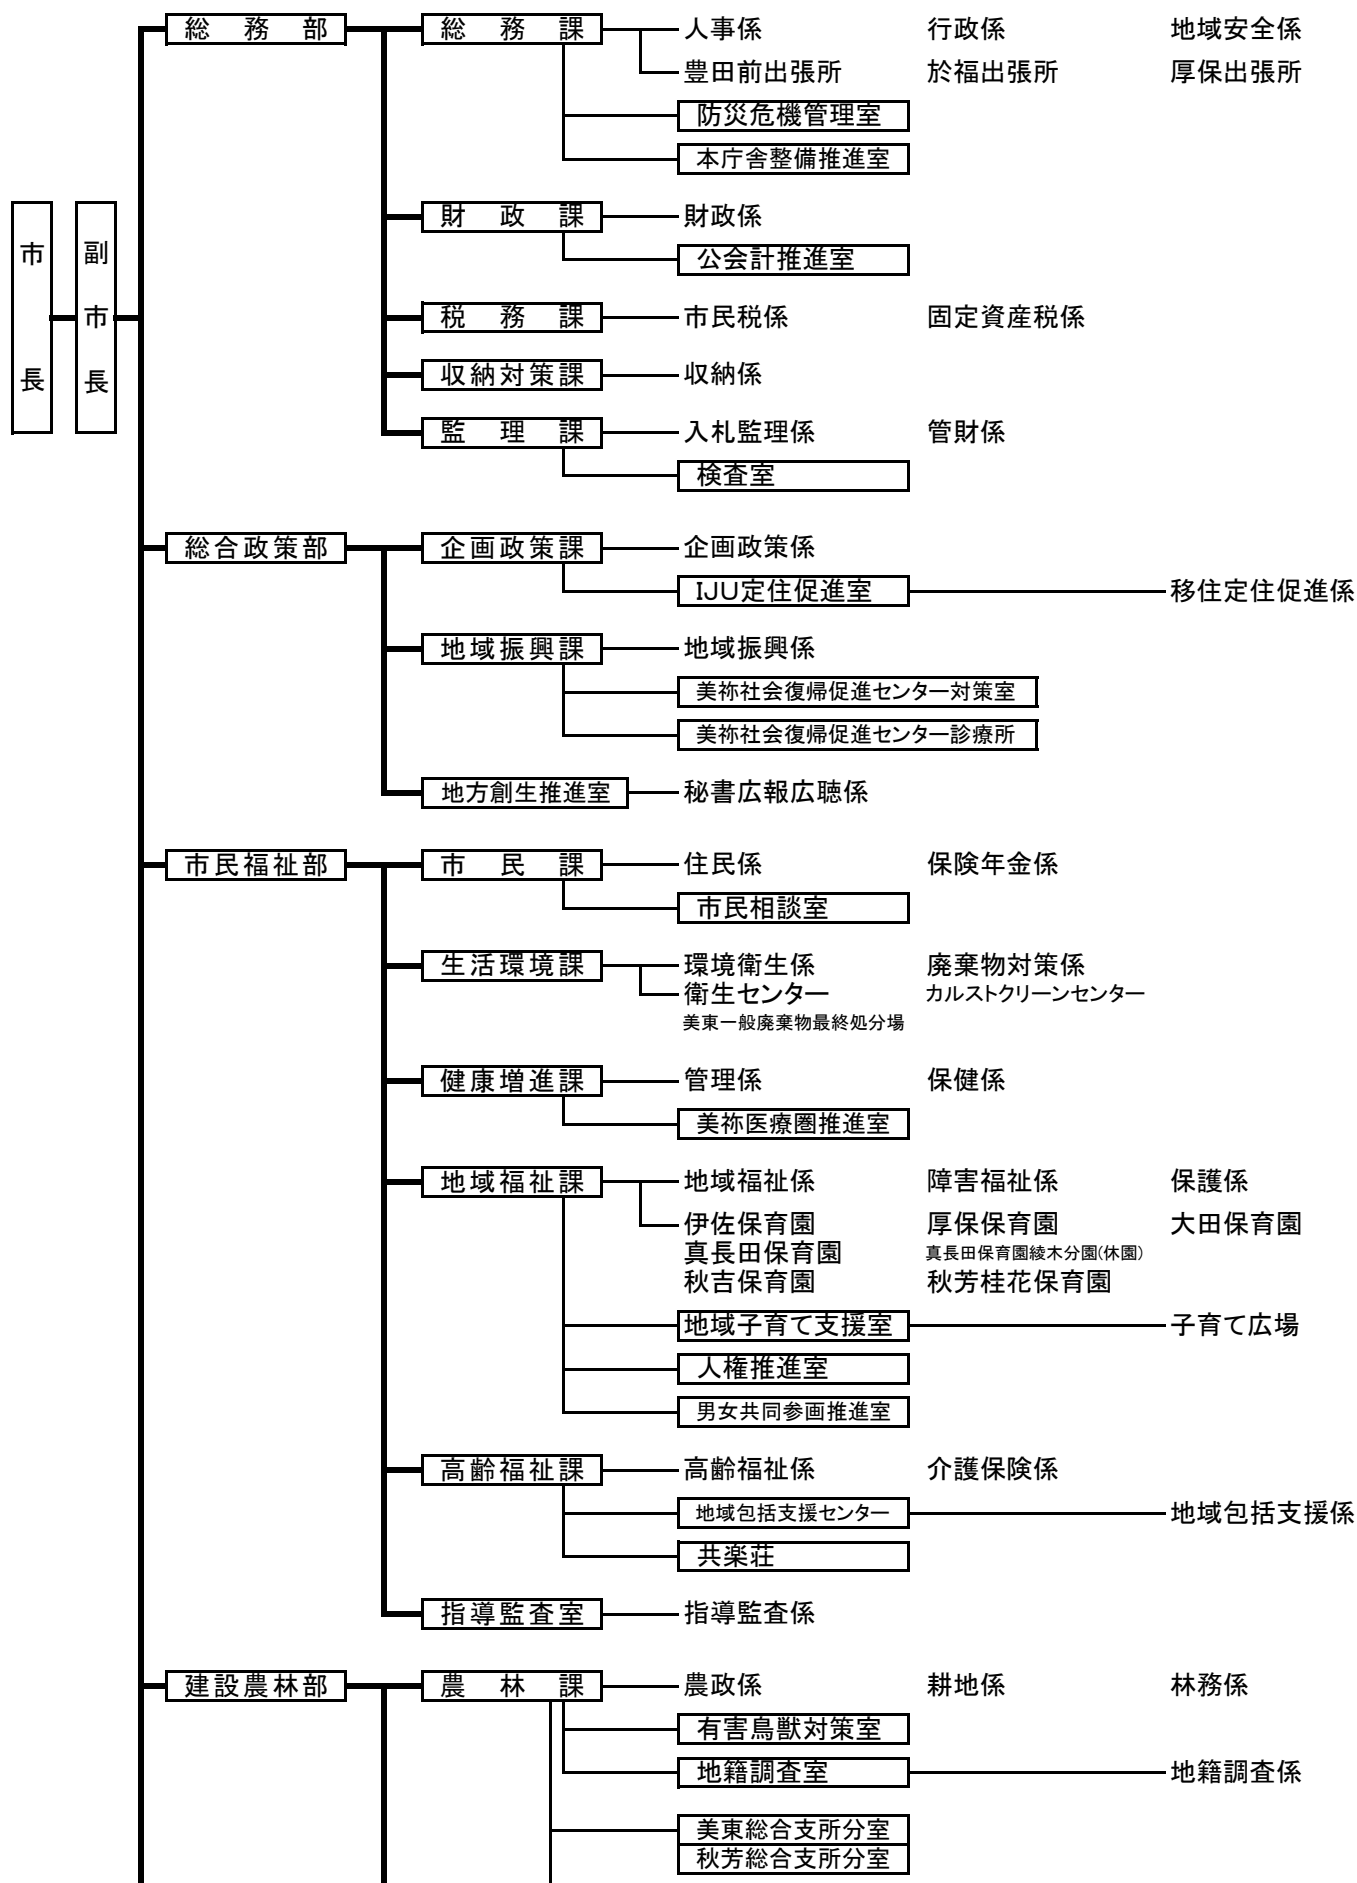 総務部 総務課 人事係 行政係 地域安全係
豊田前出張所 於福出張所 厚保出張所
防災危機管理室
本庁舎整備推進室
市長
副市長
財政課 財政係
公会計推進室
税務課 市民税係 固定資産税係
収納対策課 収納係
監理課 入札監理係 管財係
検査室
総合政策部 企画政策課 企画政策係
IJU定住促進室 移住定住促進係
地域振興課 地域振興係
美祢社会復帰促進センター対策室
美祢社会復帰促進センター診療所
地方創生推進室 秘書広報広聴係
市民福祉部 市民課 住民係 保険年金係
市民相談室
生活環境課 環境衛生係 廃棄物対策係
衛生センター カルストクリーンセンター
美東一般廃棄物最終処分場
健康増進課 管理係 保健係
美祢医療圏推進室
地域福祉課 地域福祉係 障害福祉係 保護係
伊佐保育園 厚保保育園 大田保育園
真長田保育園 真長田保育園綾木分園(休園)
秋吉保育園 秋芳桂花保育園
地域子育て支援室 子育て広場
人権推進室
男女共同参画推進室
高齢福祉課 高齢福祉係 介護保険係
地域包括支援センター 地域包括支援係
共楽荘
指導監査室 指導監査係
建設農林部 農林課 農政係 耕地係 林務係
有害鳥獣対策室
地籍調査室 地籍調査係
美東総合支所分室
秋芳総合支所分室